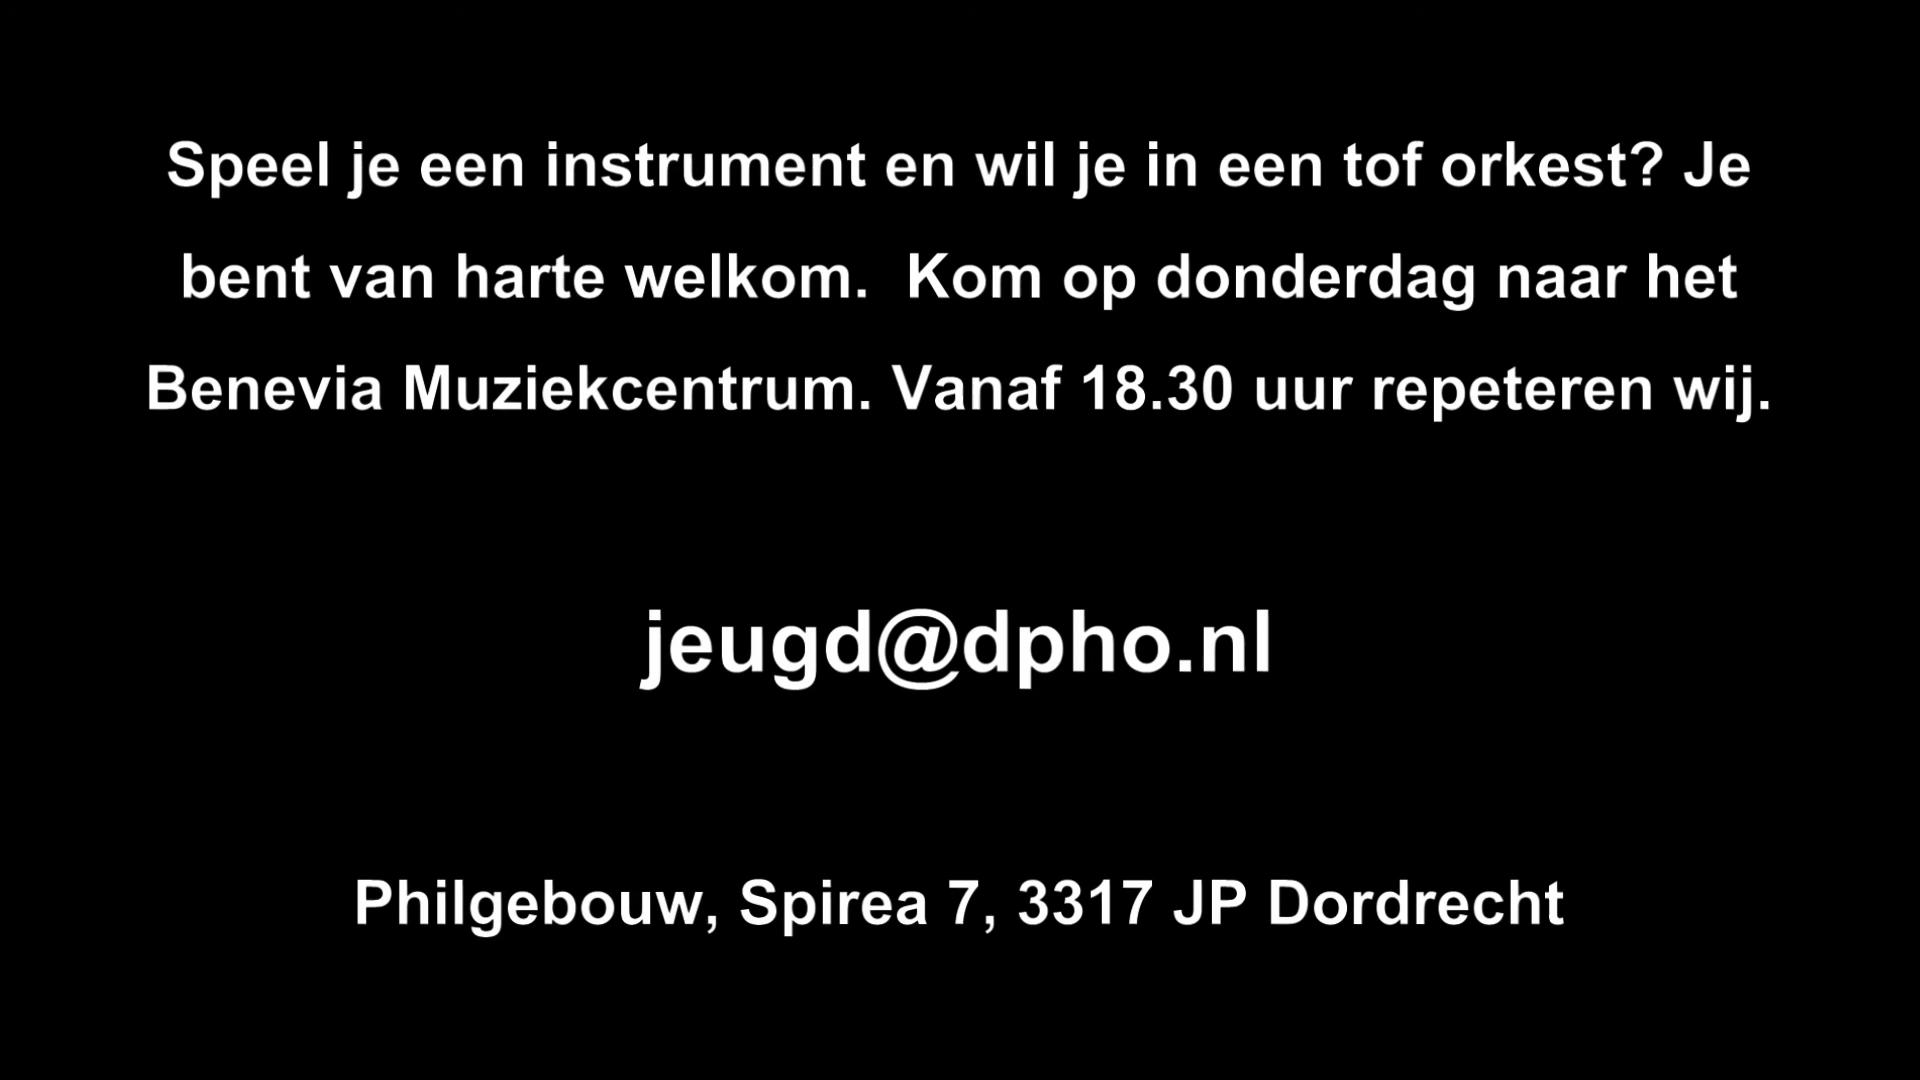 Speel je een instrument en wil je in een tof orkest? Je
bent van harte welkom.  Kom op donderdag naar het
Benevia Muziekcentrum. Vanaf 18.30 uur repeteren wij.
jeugd@dpho.nl
Philgebouw, Spirea 7, 3317 JP Dordrecht